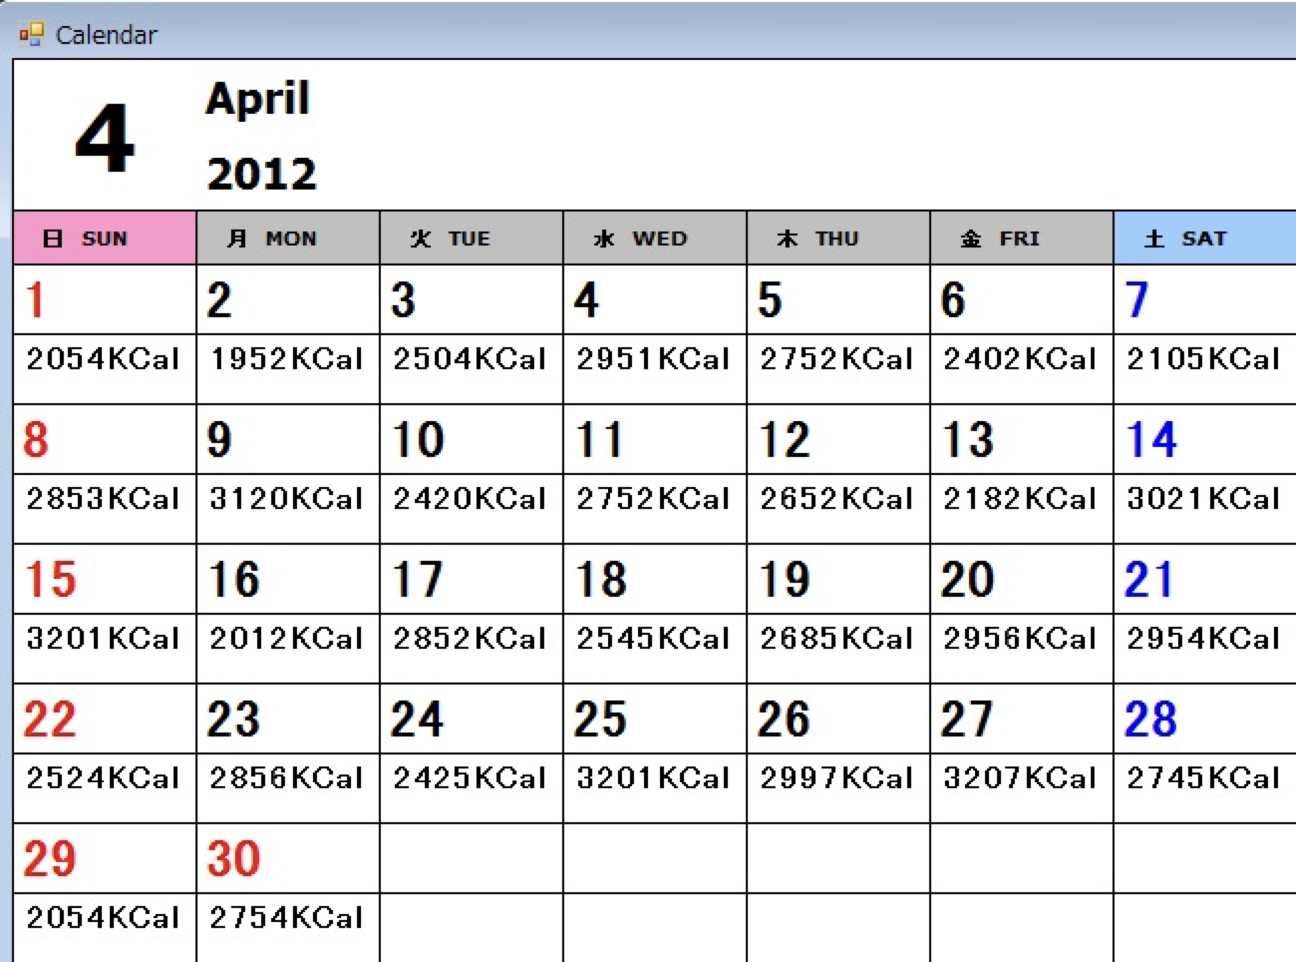 Calendar
4
April
2012
日 SUN 月 MON 火 TUE 水 WED 木 THU 金 FRI 土 SAT
1 2 3 4 5 6 7
2054KCal 1952KCal 2504KCal 2951KCal 2752KCal 2402KCal 2105KCal
8 9 10 11 12 13 14
2853KCal 3120KCal 2420KCal 2752KCal 2652KCal 2182KCal 3021KCal
15 16 17 18 19 20 21
3201KCal 2012KCal 2852KCal 2545KCal 2685KCal 2956KCal 2954KCal
22 23 24 25 26 27 28
2524KCal 2856KCal 2425KCal 3201KCal 2997KCal 3207KCal 2745KCal
29 30
2054KCal 2754KCal